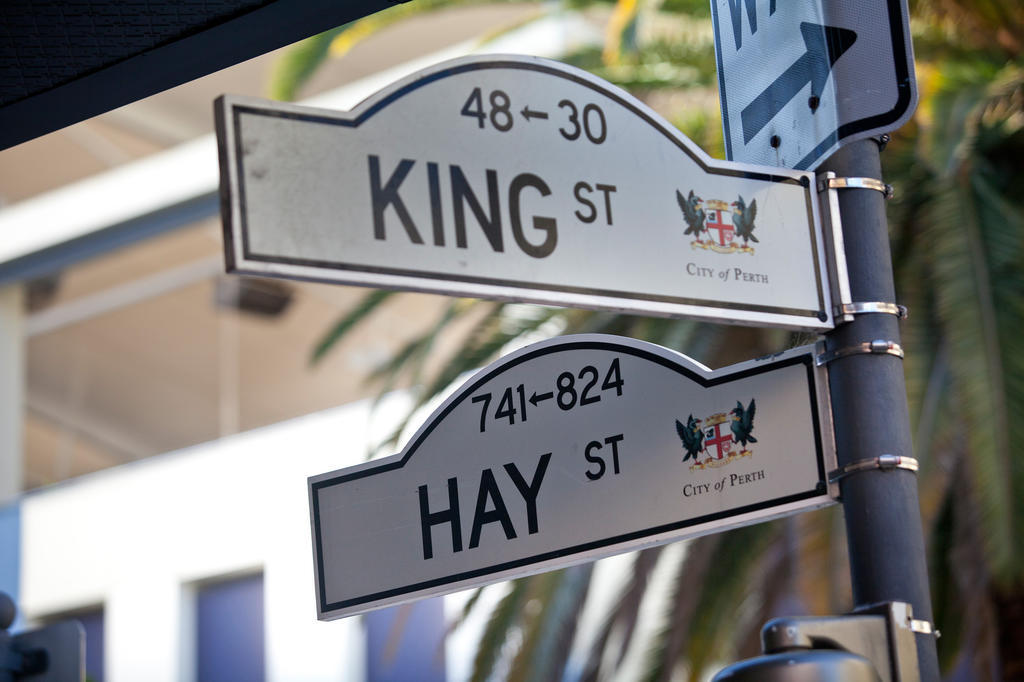 48←30
KING ST
CITY of PERTH
741←824
HAY ST
CITY of PERTH